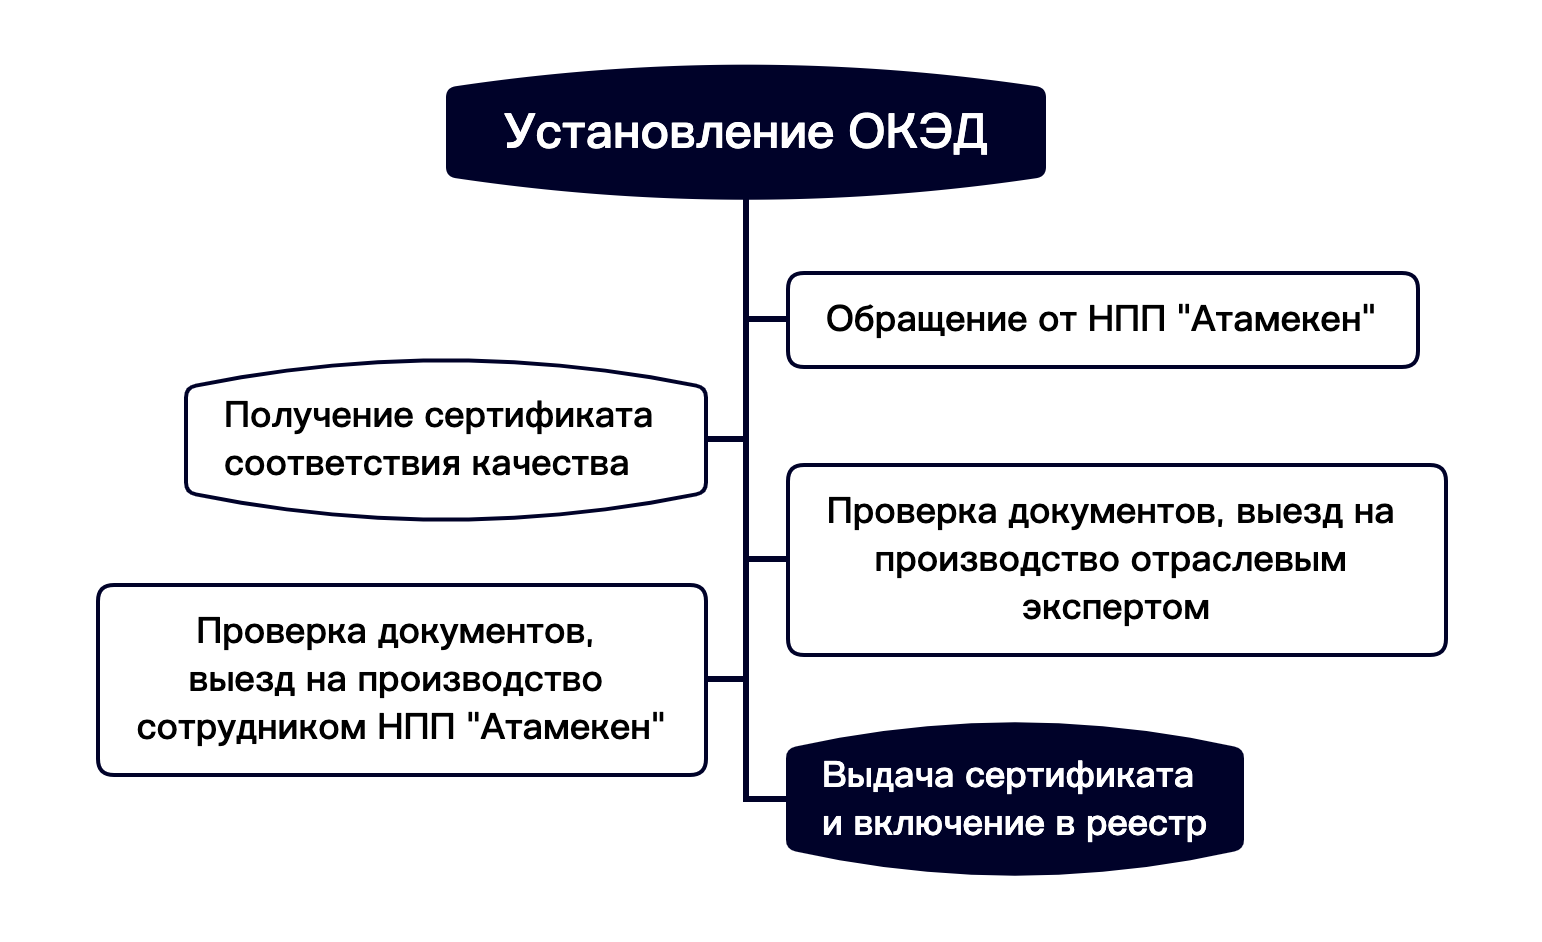 Установление ОКЭД
Обращение от НПП "Атамекен"
Получение сертификата
соответствия качества
Проверка документов, выезд на
производство отраслевым
экспертом
Проверка документов,
выезд на производство
сотрудником НПП "Атамекен"
Выдача сертификата
и включение в реестр